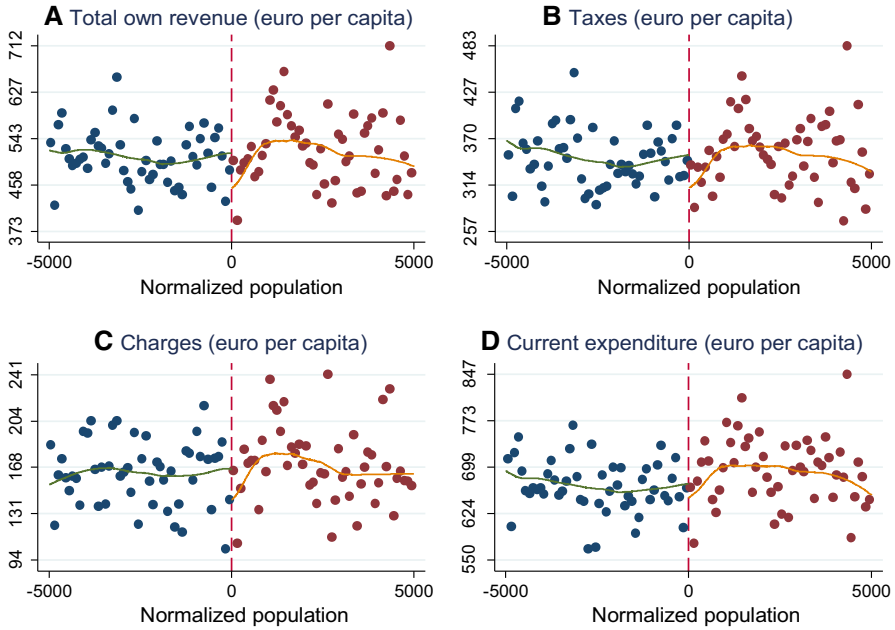 A Total own revenue (euro per capita)
712
627
543
458
373
-5000 0 5000
Normalized population
B Taxes (euro per capita)
483
427
370
314
257
-5000 0 5000
Normalized population
C Charges (euro per capita)
241
204
168
131
94
-5000 0 5000
Normalized population
D Current expenditure (euro per capita)
847
773
699
624
550
-5000 0 5000
Normalized population